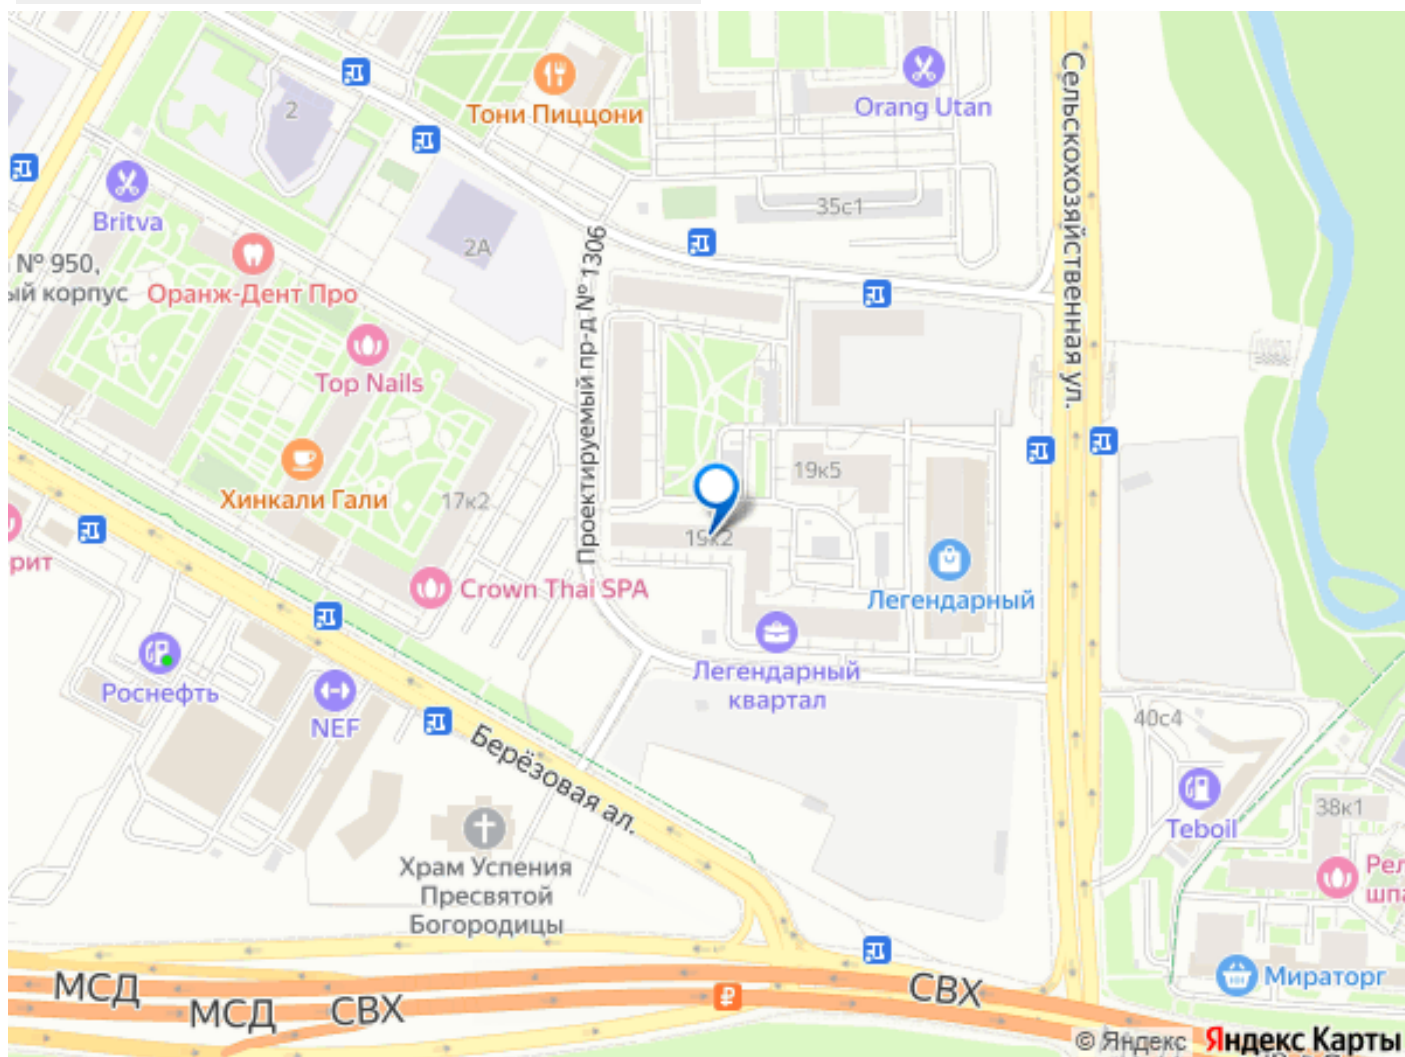 Тони Пиццони
Orang Utan
2
Britva
2А
35с1
Сельскохозяйственная ул.
№ 950,
ый корпус
Оранж-Дент Про
Проектируемый пр-д № 1306
Top Nails
Хинкали Гали
17к2
19к5
19к2
рит
Crown Thai SPA
Легендарный
Роснефть
NEF
Легендарный
квартал
40с4
Берёзовая ал.
Teboil
38к1
Храм Успения
Пресвятой
Богородицы
Рел
шпа
МСД
МСД
СВХ
СВХ
Мираторг
© Яндекс Яндекс Карты